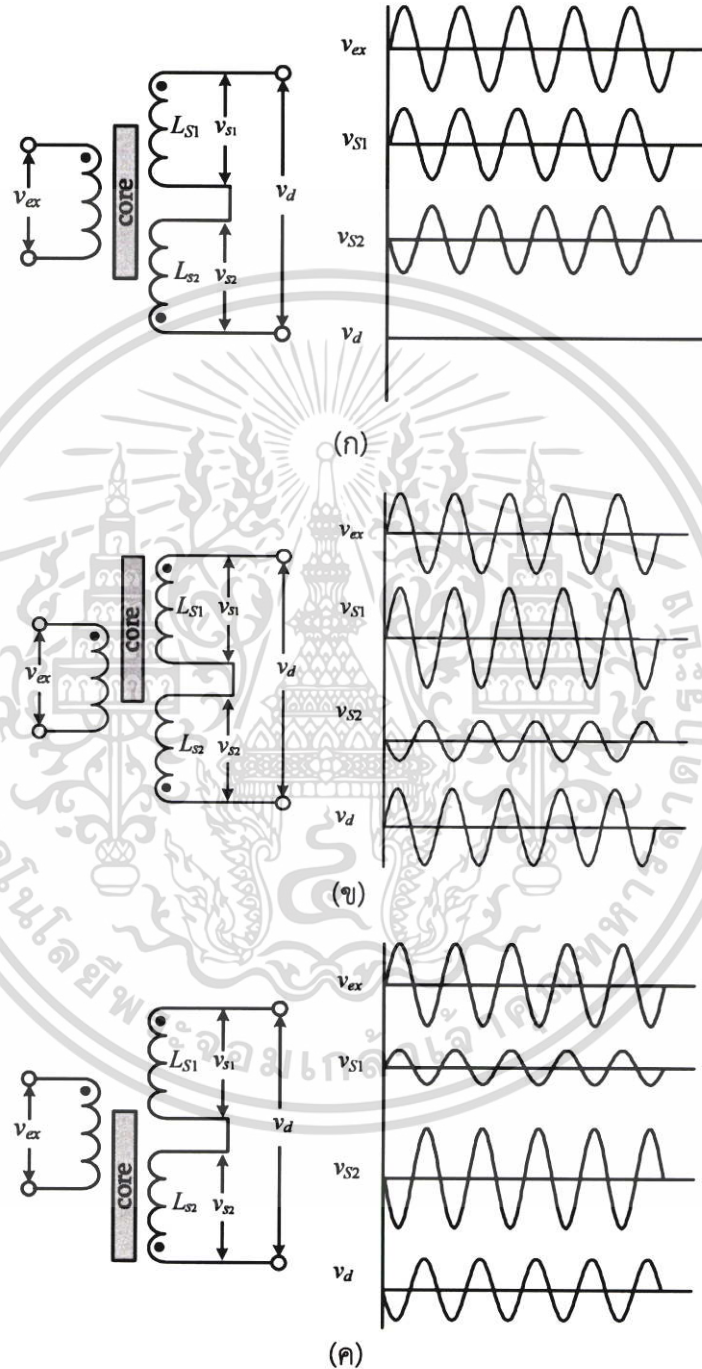 v_ex
L_S1
v_s1
core
v_d
L_S2
v_s2
v_ex
v_S1
v_S2
v_d
(ก)
v_ex
core
L_S1
v_s1
v_d
L_S2
v_s2
v_ex
v_S1
v_S2
v_d
(ข)
v_ex
core
L_S1
v_s1
v_d
L_S2
v_s2
v_ex
v_S1
v_S2
v_d
(ค)